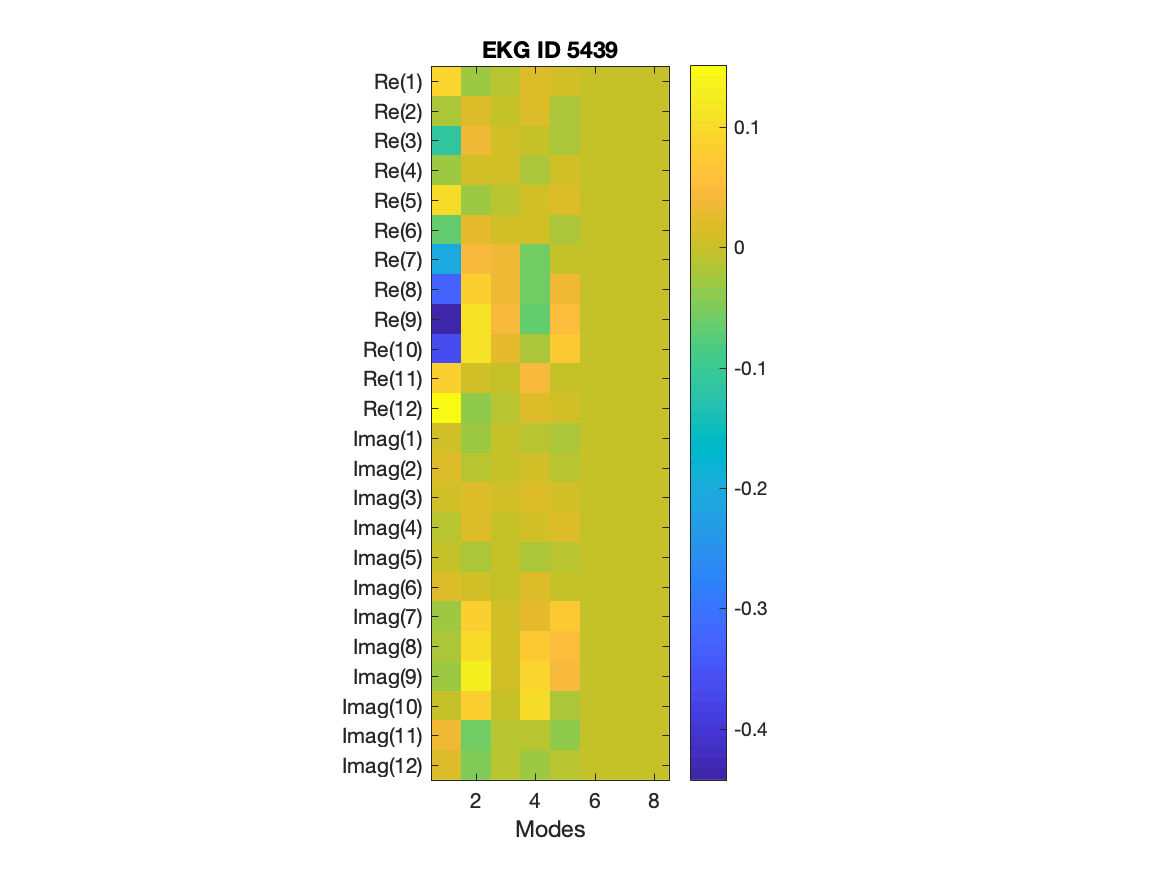 EKG ID 5439
Re(1)
Re(2)
Re(3)
Re(4)
Re(5)
Re(6)
Re(7)
Re(8)
Re(9)
Re(10)
Re(11)
Re(12)
Imag(1)
Imag(2)
Imag(3)
Imag(4)
Imag(5)
Imag(6)
Imag(7)
Imag(8)
Imag(9)
Imag(10)
Imag(11)
Imag(12)
2 4 6 8
Modes
0.1
0
-0.1
-0.2
-0.3
-0.4